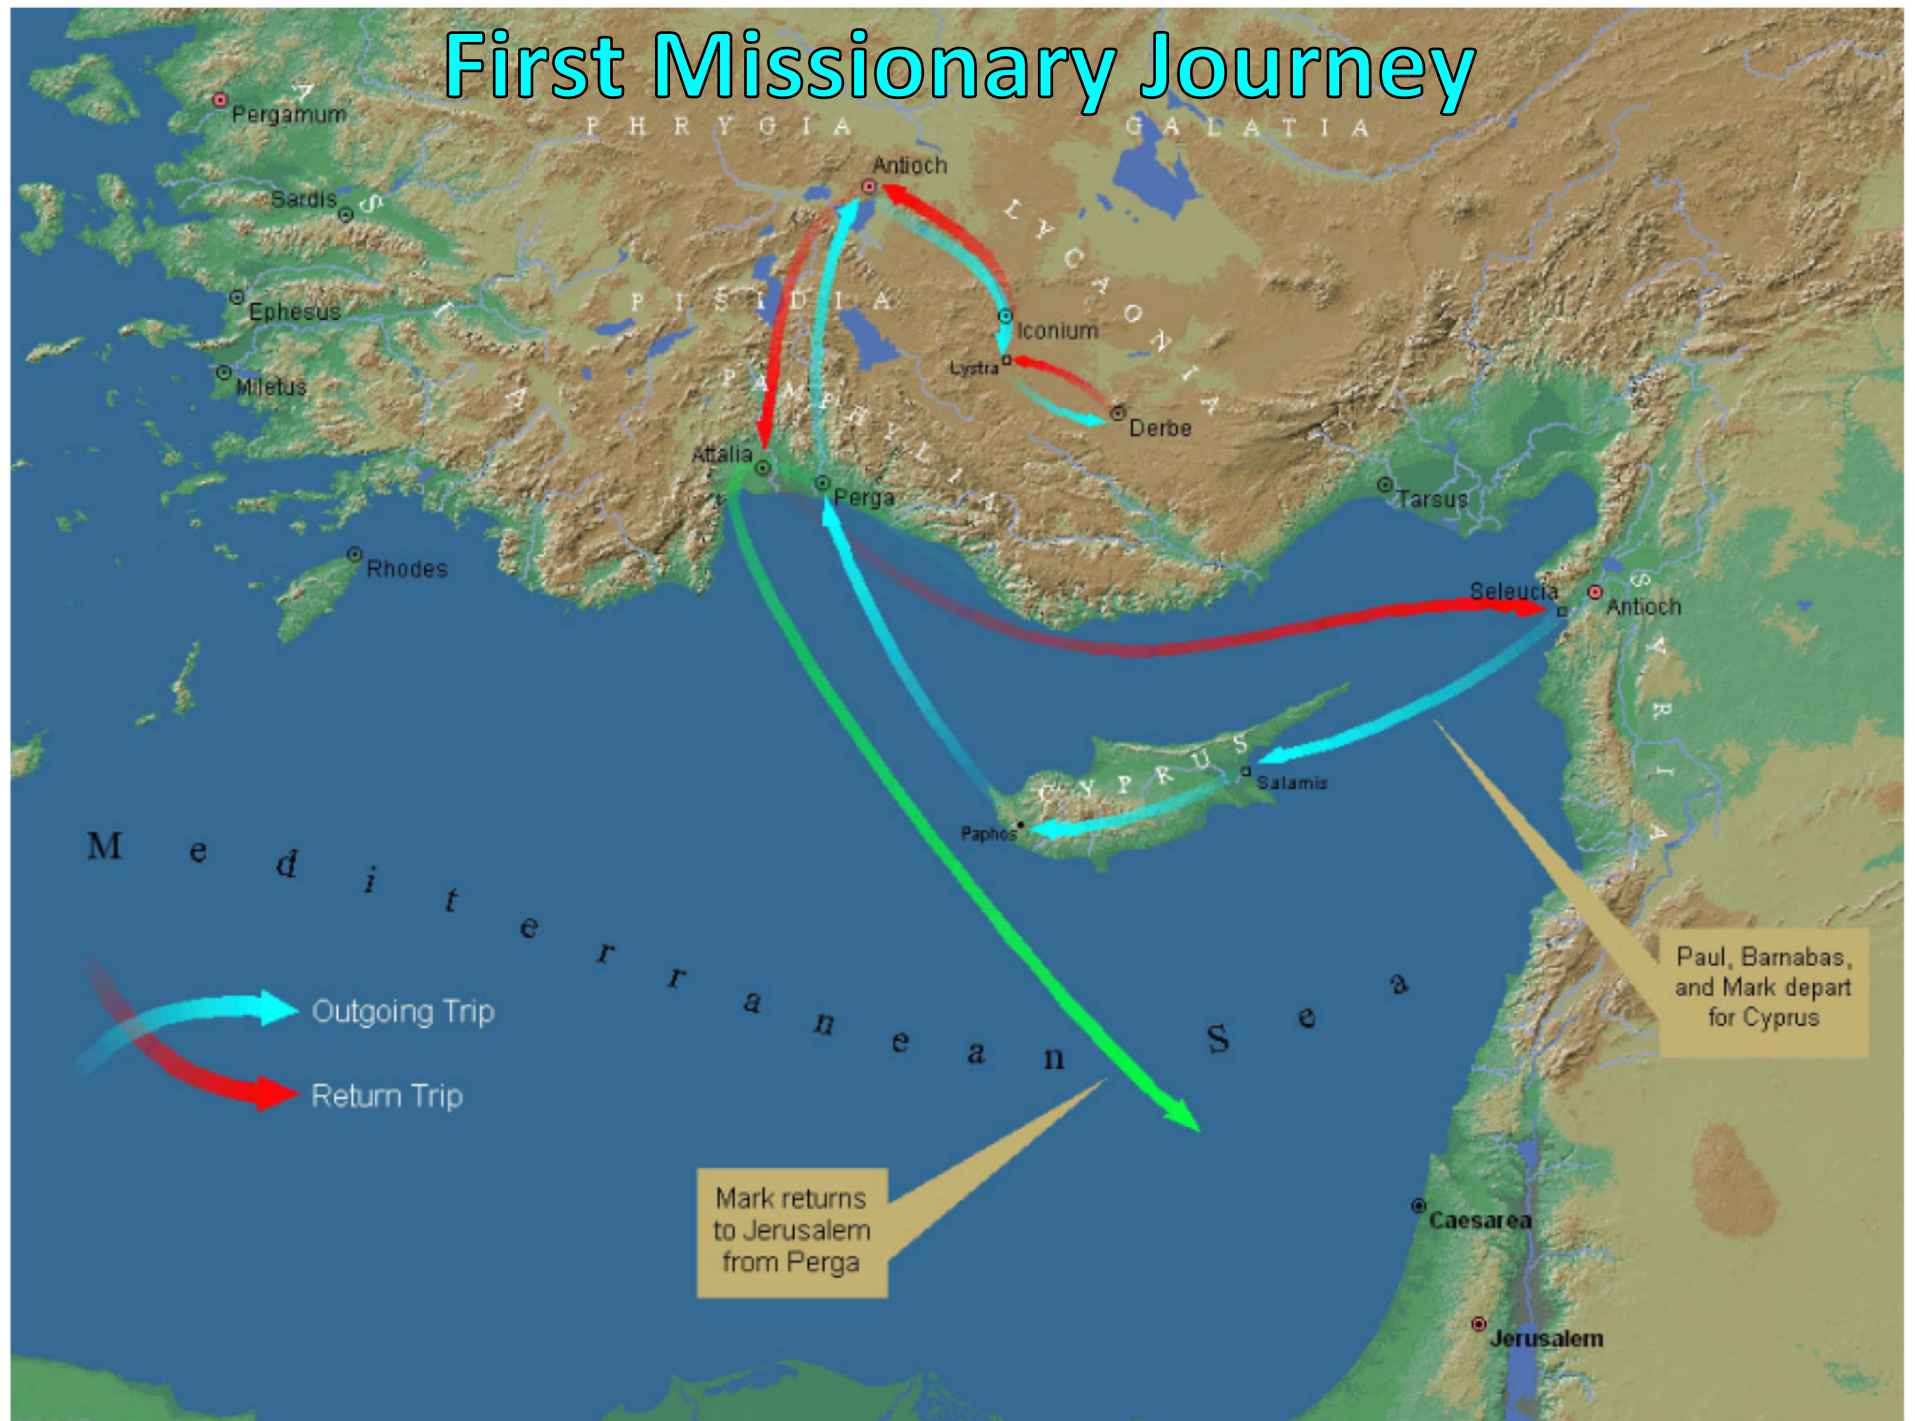 First Missionary Journey
Pergamum
ASIA
PHRYGIA
GALATIA
Antioch
Sardis
LYCAONIA
Ephesus
PISIDIA
Iconium
Lystra
Miletus
PAMPHYLIA
Derbe
Attalia
Perga
Tarsus
Rhodes
Seleucia
Antioch
SYRIA
CYPRUS
Salamis
Paphos
Mediterranean Sea
Paul, Barnabas,
and Mark depart
for Cyprus
Outgoing Trip
Return Trip
Mark returns
to Jerusalem
from Perga
Caesarea
Jerusalem